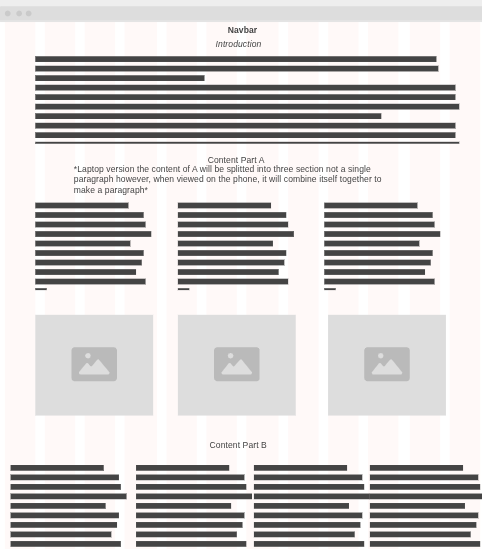 Navbar
Introduction
Content Part A
*Laptop version the content of A will be splitted into three section not a single
paragraph however, when viewed on the phone, it will combine itself together to
make a paragraph*
Content Part B